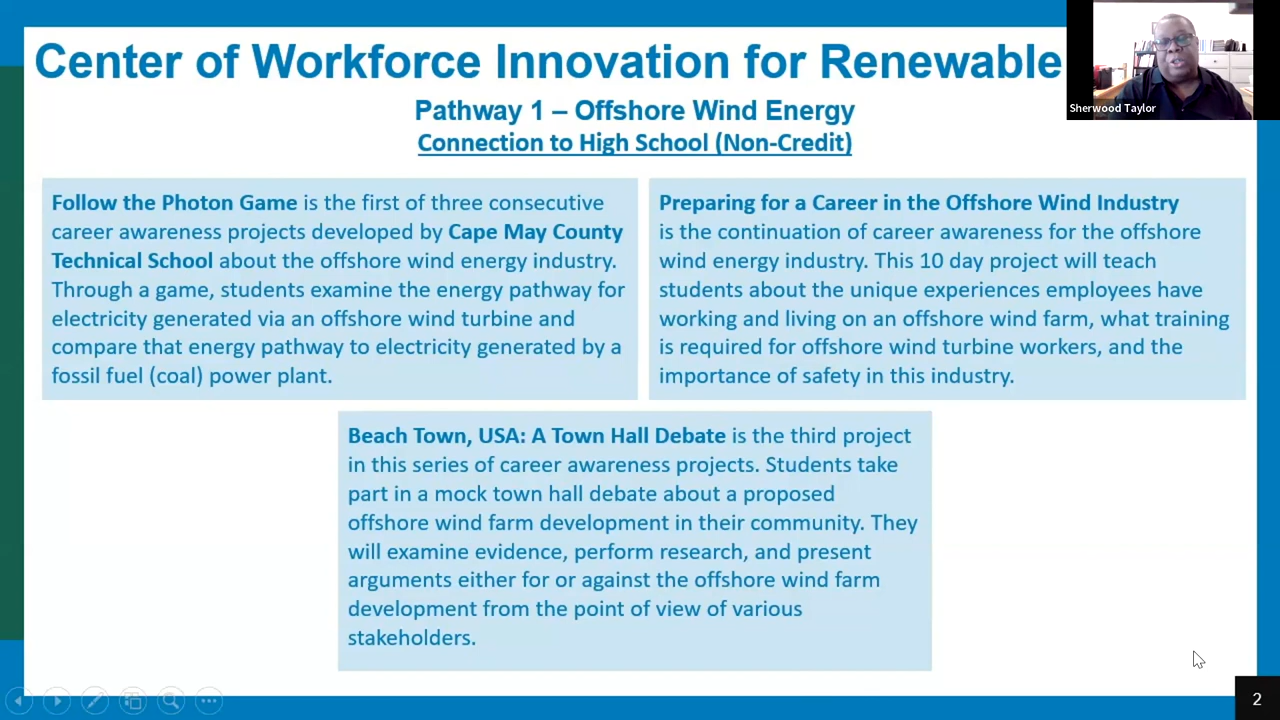 Center of Workforce Innovation for Renewable
Sherwood Taylor
Pathway 1 – Offshore Wind Energy
Connection to High School (Non-Credit)
Follow the Photon Game is the first of three consecutive
career awareness projects developed by Cape May County
Technical School about the offshore wind energy industry.
Through a game, students examine the energy pathway for
electricity generated via an offshore wind turbine and
compare that energy pathway to electricity generated by a
fossil fuel (coal) power plant.
Preparing for a Career in the Offshore Wind Industry
is the continuation of career awareness for the offshore
wind energy industry. This 10 day project will teach
students about the unique experiences employees have
working and living on an offshore wind farm, what training
is required for offshore wind turbine workers, and the
importance of safety in this industry.
Beach Town, USA: A Town Hall Debate is the third project
in this series of career awareness projects. Students take
part in a mock town hall debate about a proposed
offshore wind farm development in their community. They
will examine evidence, perform research, and present
arguments either for or against the offshore wind farm
development from the point of view of various
stakeholders.
2